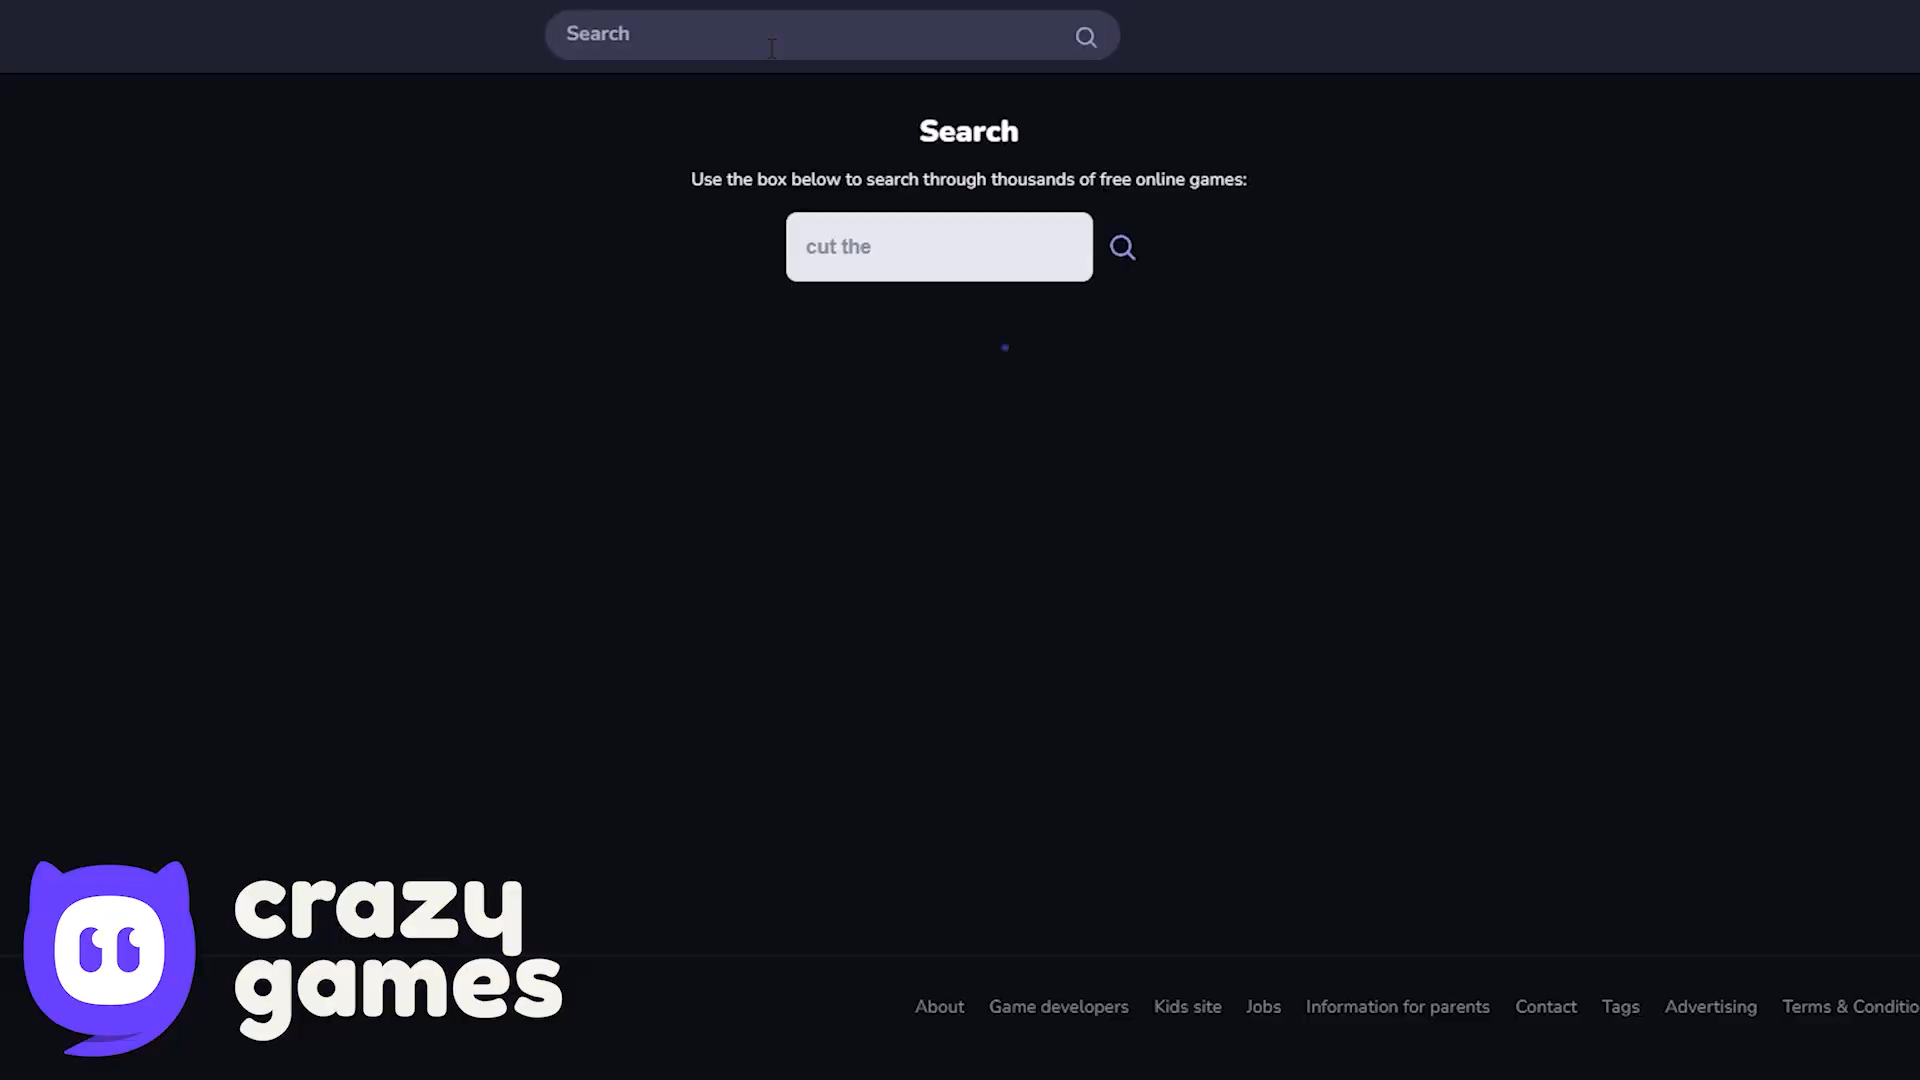 Search
Search
Use the box below to search through thousands of free online games:
cut the
crazy
games
About Game developers Kids site Jobs Information for parents Contact Tags Advertising Terms & Conditio